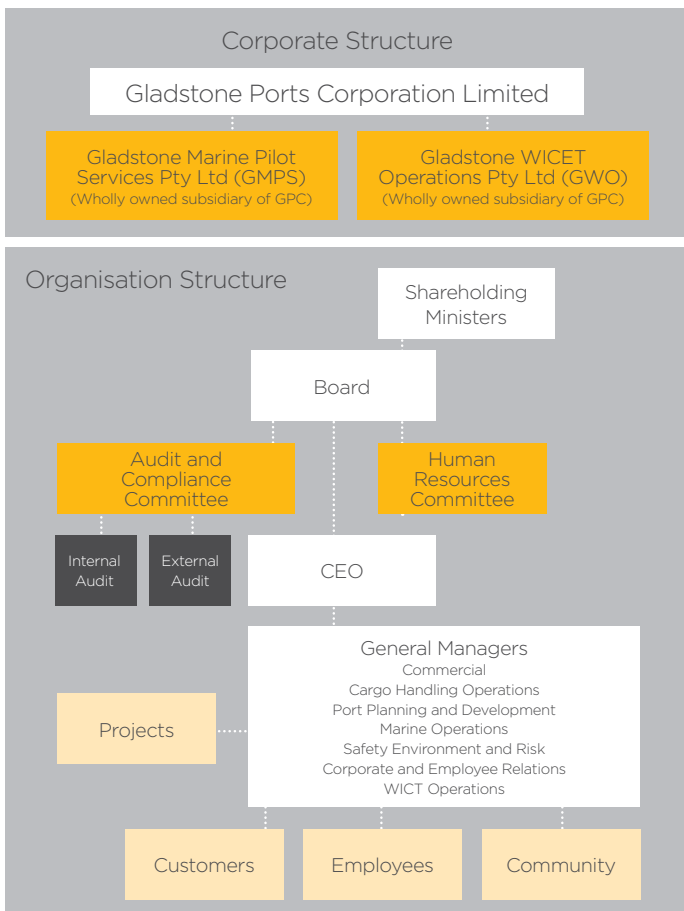 Corporate Structure
Gladstone Ports Corporation Limited
Gladstone Marine Pilot
Services Pty Ltd (GMPS)
(Wholly owned subsidiary of GPC)
Gladstone WICET
Operations Pty Ltd (GWO)
(Wholly owned subsidiary of GPC)
Organisation Structure
Shareholding
Ministers
Board
Audit and
Compliance
Committee
Human
Resources
Committee
Internal
Audit
External
Audit
CEO
General Managers
Commercial
Cargo Handling Operations
Port Planning and Development
Marine Operations
Safety Environment and Risk
Corporate and Employee Relations
WICT Operations
Projects
Customers
Employees
Community